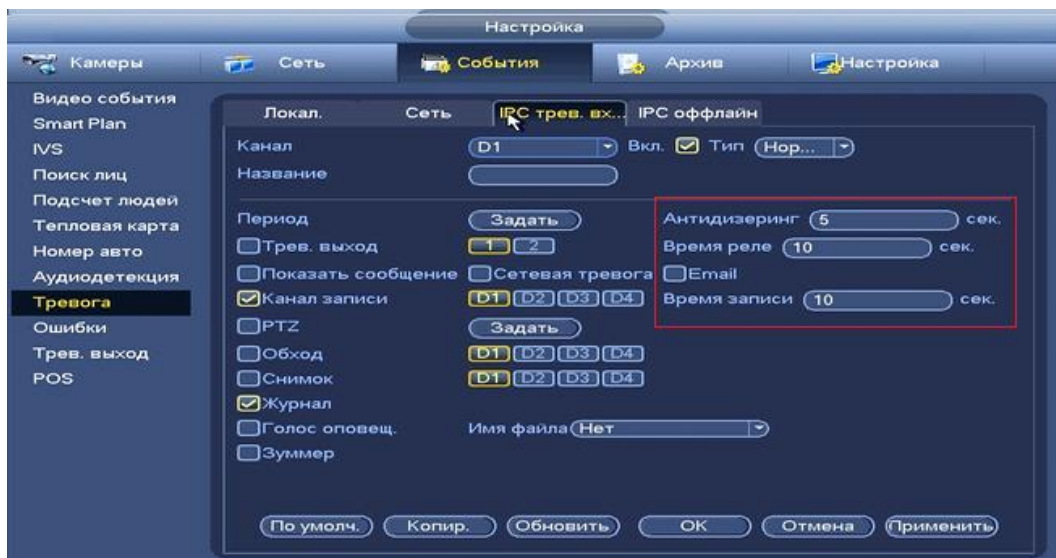 Настройка
Камеры Сеть События Архив Настройка
Видео события
Smart Plan
IVS
Поиск лиц
Подсчет людей
Тепловая карта
Номер авто
Аудиодетекция
Тревога
Ошибки
Трев. выход
POS
Локал. Сеть IPC трев. вх... IPC оффлайн
Канал D1 Вкл. Тип Нор...
Название
Период Задать Антидизеринг 5 сек.
Трев. выход 1 2 Время реле 10 сек.
Показать сообщение Сетевая тревога Email
Канал записи D1 D2 D3 D4 Время записи 10 сек.
PTZ Задать
Обход D1 D2 D3 D4
Снимок D1 D2 D3 D4
Журнал
Голос оповещ. Имя файла Нет
Зуммер
По умолч. Копир. Обновить OK Отмена Применить